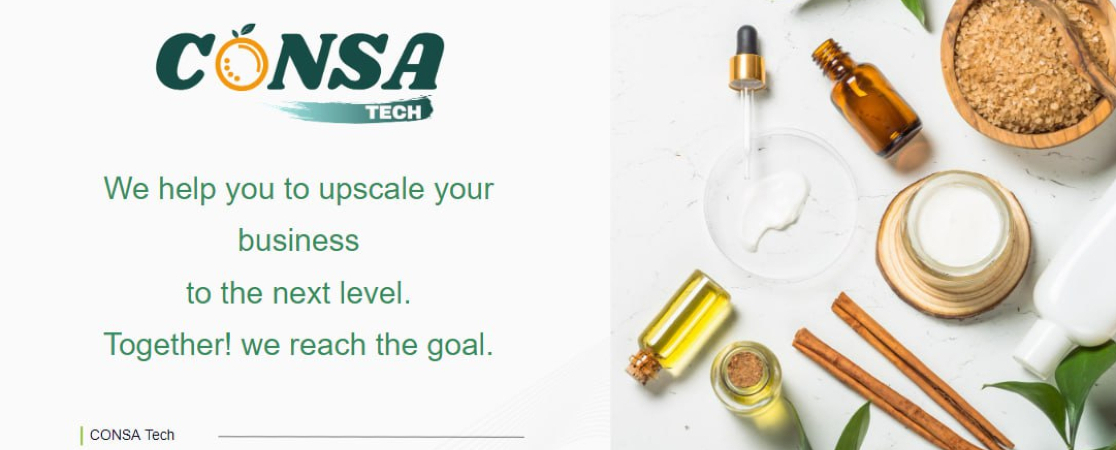 CONSA
TECH
We help you to upscale your
business
to the next level.
Together! we reach the goal.
CONSA Tech